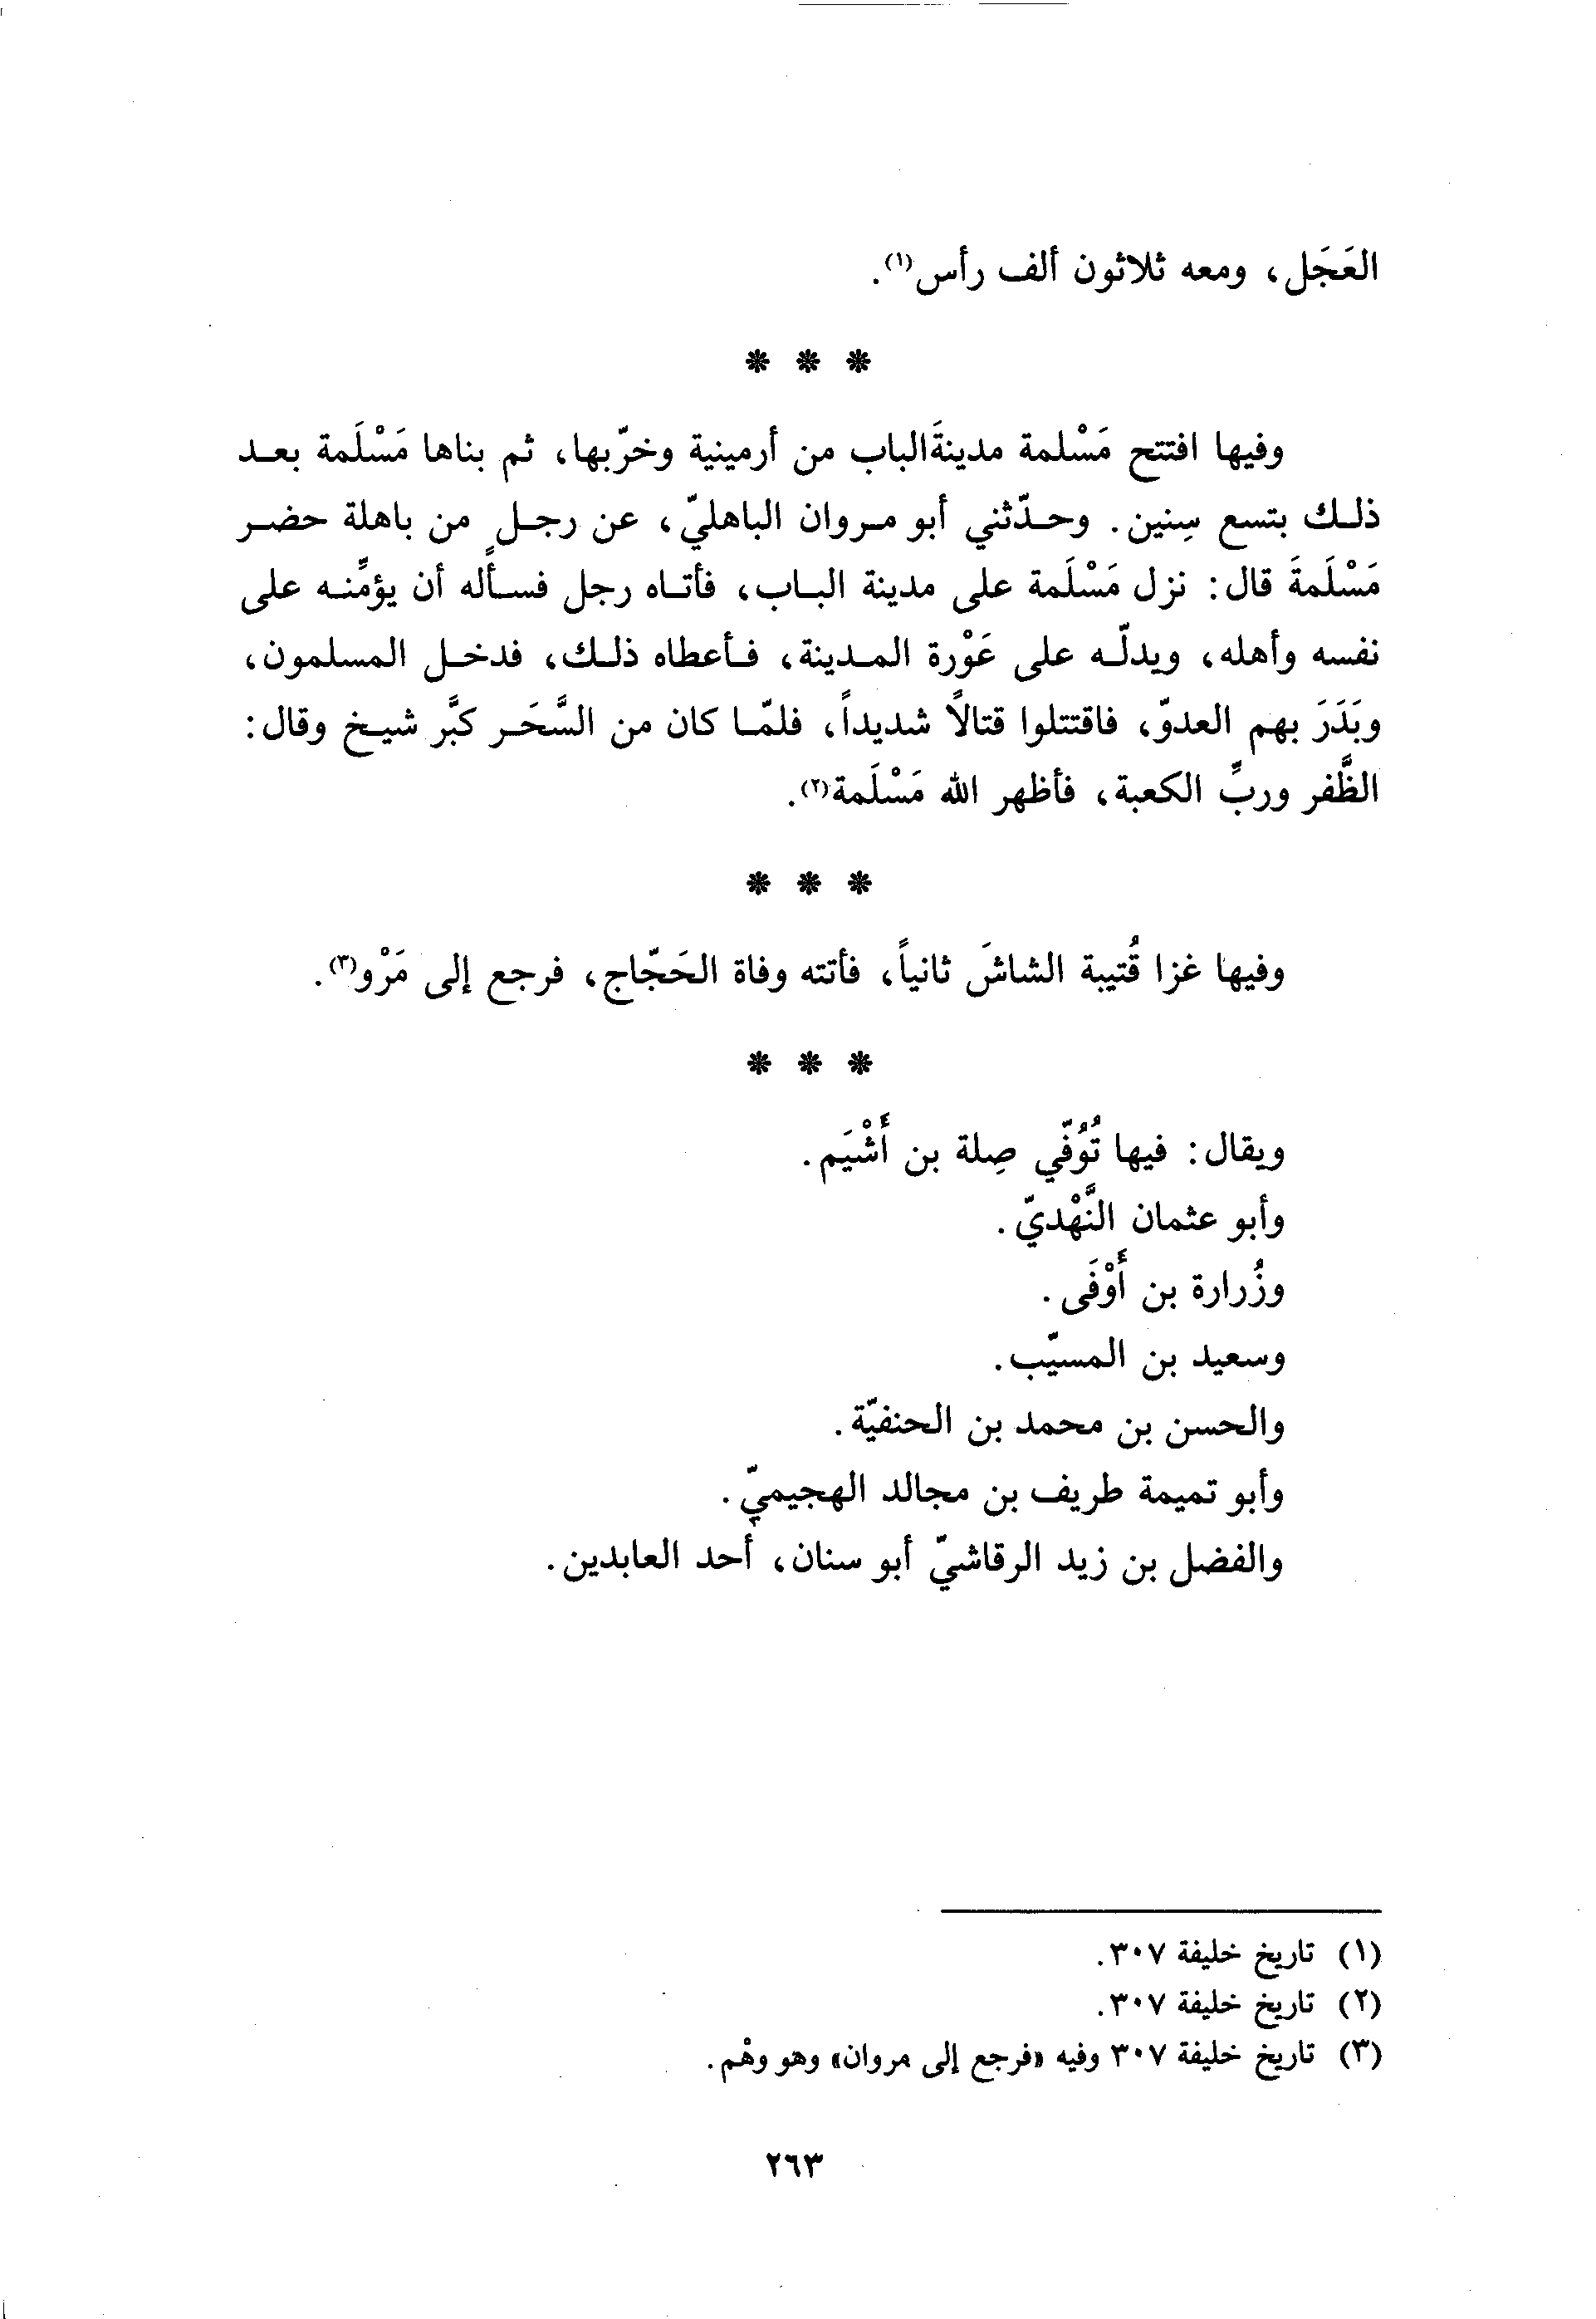 العَجَل، ومعه ثلاثون ألف رأس(١).
* * *
وفيها افتتح مَسْلمة مدينةَ الباب من أرمينية وخرّبها، ثم بناها مَسْلَمة بعد
ذلك بتسع سِنين. وحدّثني أبو مروان الباهليّ، عن رجل من باهلة حضر
مَسْلَمةَ قال: نزل مَسْلَمة على مدينة الباب، فأتاه رجل فسأله أن يؤمِّنه على
نفسه وأهله، ويدلّه على عَوْرة المدينة، فأعطاه ذلك، فدخل المسلمون،
وبَدَرَ بهم العدوّ، فاقتتلوا قتالاً شديداً، فلمّا كان من السَّحَر كبَّر شيخ وقال:
الظَّفر وربِّ الكعبة، فأظهر الله مَسْلَمة(٢).
* * *
وفيها غزا قُتيبة الشاشَ ثانياً، فأتته وفاة الحَجّاج، فرجع إلى مَرْو(٣).
* * *
ويقال: فيها تُوُفّي صِلة بن أَشْيَم.
وأبو عثمان النَّهْديّ.
وزُرارة بن أَوْفَى.
وسعيد بن المسيّب.
والحسن بن محمد بن الحنفيّة.
وأبو تميمة طريف بن مجالد الهجيميّ.
والفضل بن زيد الرقاشيّ أبو سنان، أحد العابدين.
(١) تاريخ خليفة ٣٠٧.
(٢) تاريخ خليفة ٣٠٧.
(٣) تاريخ خليفة ٣٠٧ وفيه «فرجع إلى مروان» وهو وهْم.
٢٦٣